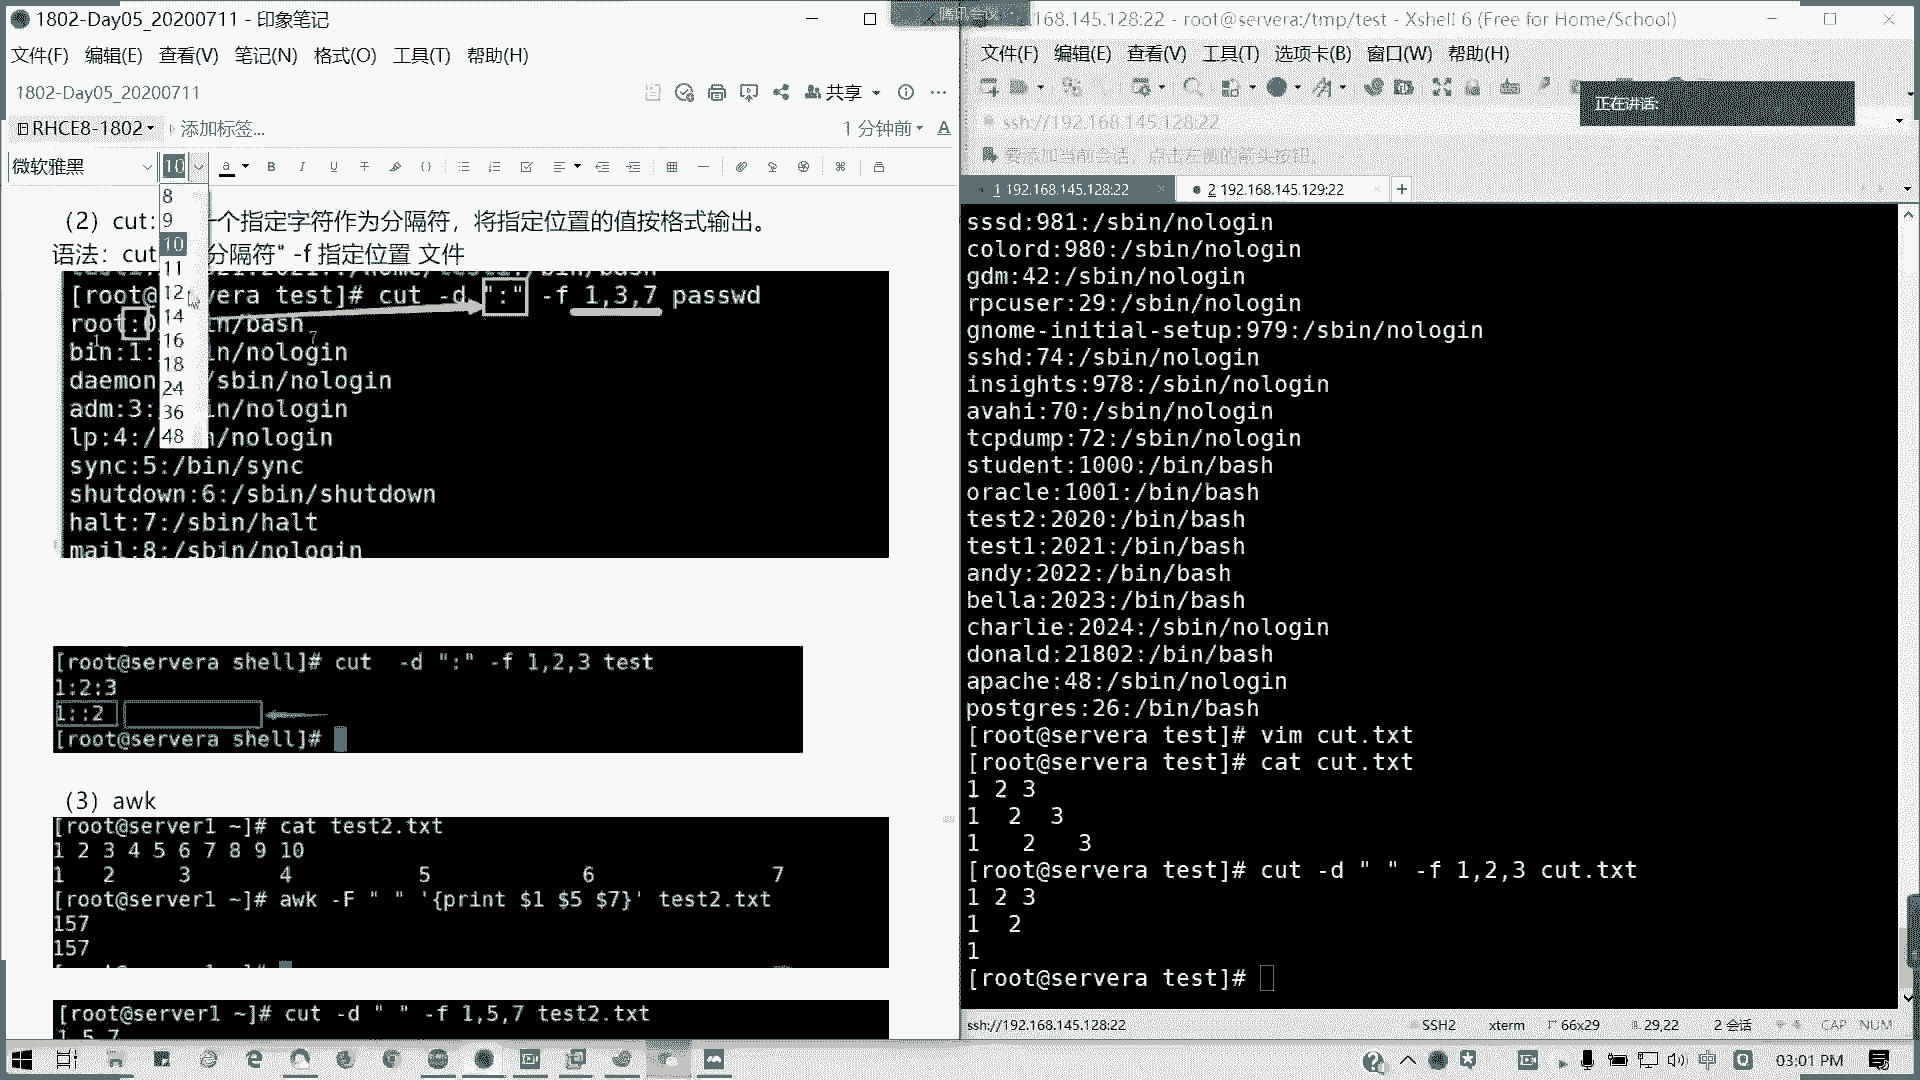 1802-Day05_20200711 - 印象笔记
文件(F) 编辑(E) 查看(V) 笔记(N) 格式(O) 工具(T) 帮助(H)
1802-Day05_20200711
共享
RHCE8-1802
添加标签...
1 分钟前
微软雅黑
10
8
9
10
11
12
14
16
18
24
36
48
（2）cut: 个指定字符作为分隔符，将指定位置的值按格式输出。
语法：cut 分隔符" -f 指定位置 文件
[root@servera test]# cut -d ":" -f 1,3,7 passwd
root:0 in/bash
1 7
bin:1: in/nologin
daemon /sbin/nologin
adm:3: in/nologin
lp:4:/ n/nologin
sync:5:/bin/sync
shutdown:6:/sbin/shutdown
halt:7:/sbin/halt
mail:8:/sbin/nologin
[root@servera shell]# cut  -d ":" -f 1,2,3 test
1:2:3
1::2
[root@servera shell]#
（3）awk
[root@server1 ~]# cat test2.txt
1 2 3 4 5 6 7 8 9 10
1 2 3 4 5 6 7
[root@server1 ~]# awk -F " " '{print $1 $5 $7}' test2.txt
157
157
[root@server1 ~]# cut -d " " -f 1,5,7 test2.txt
1 5 7
腾讯会议
168.145.128:22 - root@servera:/tmp/test - Xshell 6 (Free for Home/School)
文件(F) 编辑(E) 查看(V) 工具(T) 选项卡(B) 窗口(W) 帮助(H)
正在讲话:
ssh://192.168.145.128:22
要添加当前会话，点击左侧的箭头按钮。
1 192.168.145.128:22
2 192.168.145.129:22
sssd:981:/sbin/nologin
colord:980:/sbin/nologin
gdm:42:/sbin/nologin
rpcuser:29:/sbin/nologin
gnome-initial-setup:979:/sbin/nologin
sshd:74:/sbin/nologin
insights:978:/sbin/nologin
avahi:70:/sbin/nologin
tcpdump:72:/sbin/nologin
student:1000:/bin/bash
oracle:1001:/bin/bash
test2:2020:/bin/bash
test1:2021:/bin/bash
andy:2022:/bin/bash
bella:2023:/bin/bash
charlie:2024:/sbin/nologin
donald:21802:/bin/bash
apache:48:/sbin/nologin
postgres:26:/bin/bash
[root@servera test]# vim cut.txt
[root@servera test]# cat cut.txt
1 2 3
1  2  3
1   2   3
[root@servera test]# cut -d " " -f 1,2,3 cut.txt
1 2 3
1  2
1
[root@servera test]#
ssh://192.168.145.128:22 SSH2 xterm 66x29 29,22 2 会话 CAP NUM
中 03:01 PM